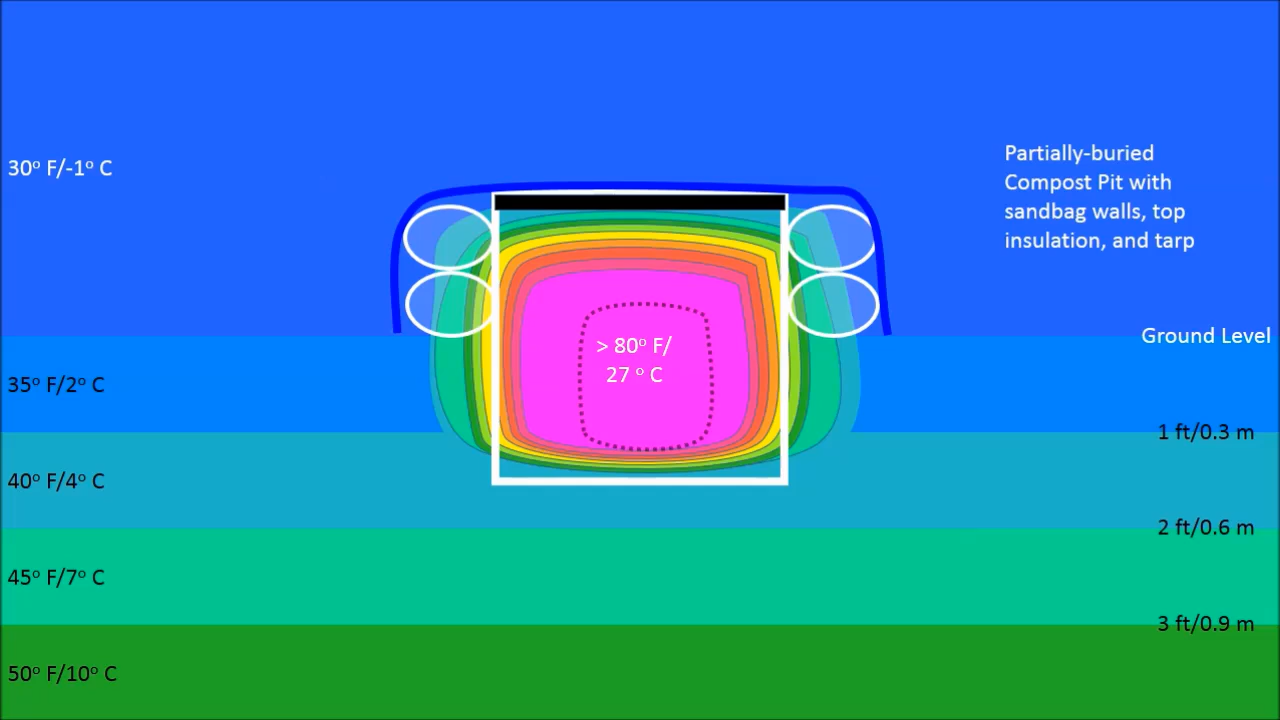 Partially-buried
Compost Pit with
sandbag walls, top
insulation, and tarp
30º F/-1º C
> 80º F/
27 º C
Ground Level
35º F/2º C
1 ft/0.3 m
40º F/4º C
2 ft/0.6 m
45º F/7º C
3 ft/0.9 m
50º F/10º C